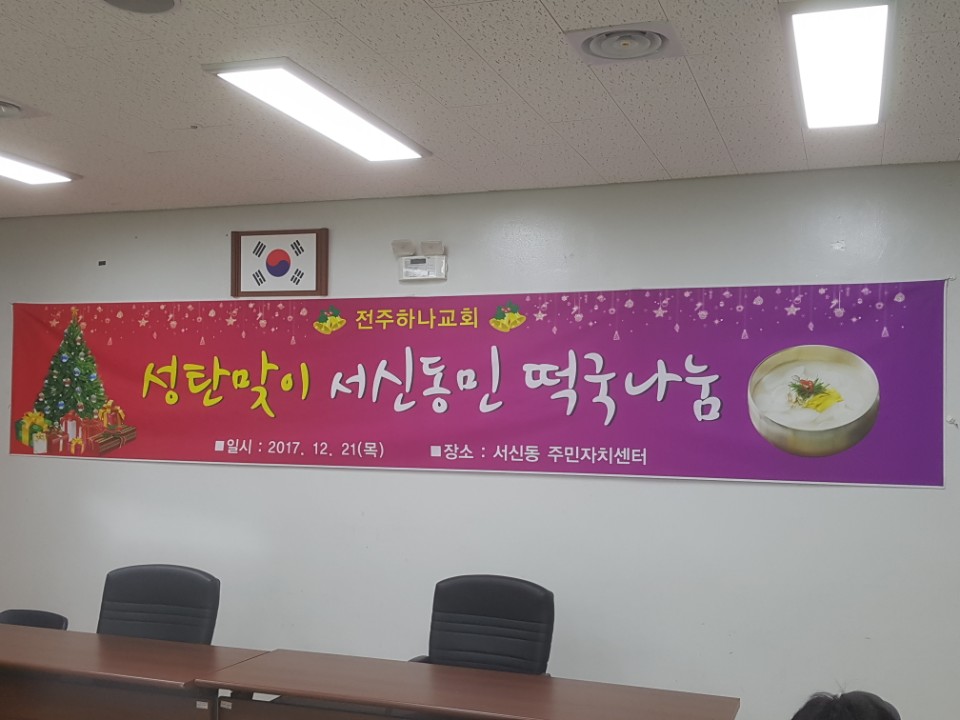 전주하나교회
성탄맞이 서신동민 떡국나눔
■일시 : 2017. 12. 21(목) ■장소 : 서신동 주민자치센터